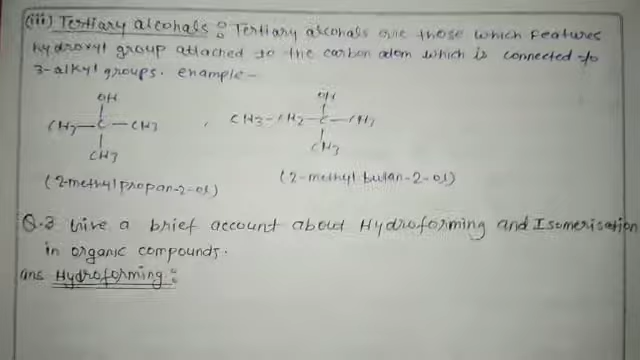 (iii) Tertiary alcohals : Tertiary alcohals are those which features
hydroxyl group attached to the carbon atom which is connected to
3-alkyl groups. example -
OH OH
CH3-C-CH3 , CH3-CH2-C-CH3
CH3 CH3
(2-methylpropan-2-ol) (2-methyl butan-2-ol)
Q.3 Give a brief account about Hydroforming and Isomerisation
in organic compounds.
ans Hydroforming :